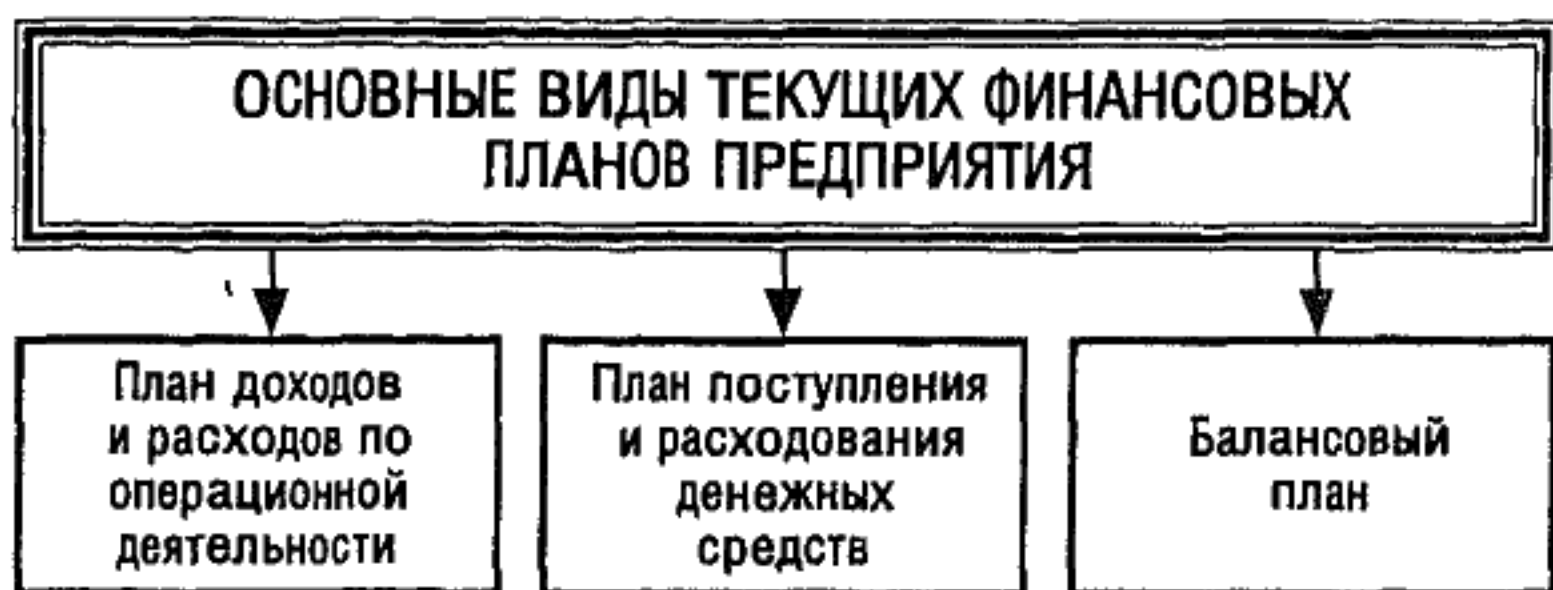 ОСНОВНЫЕ ВИДЫ ТЕКУЩИХ ФИНАНСОВЫХ
ПЛАНОВ ПРЕДПРИЯТИЯ
План доходов
и расходов по
операционной
деятельности
План поступления
и расходования
денежных
средств
Балансовый
план